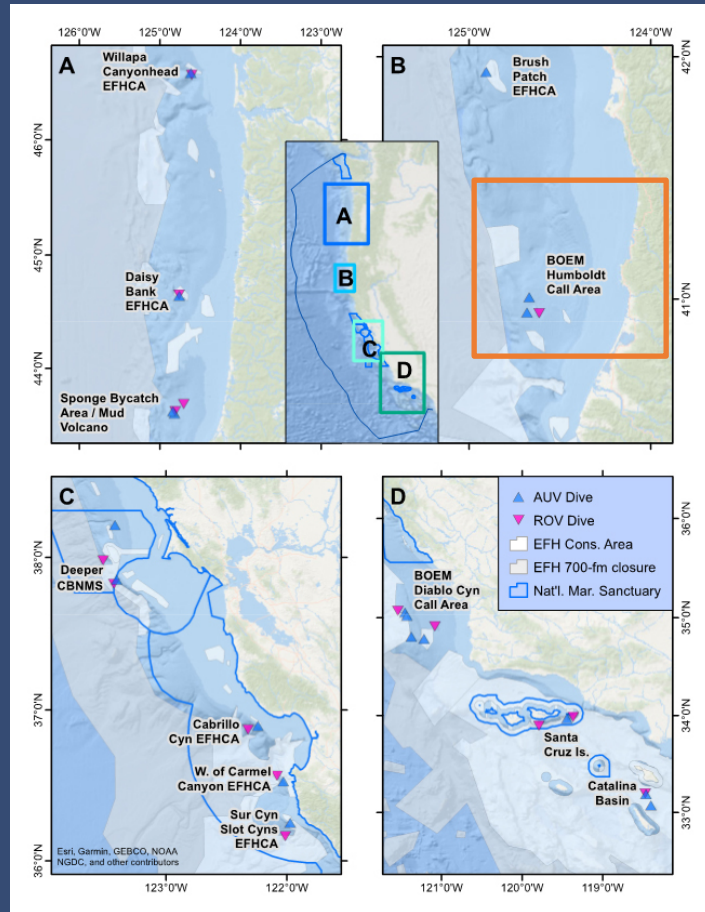 126°0'W
125°0'W
124°0'W
123°0'W
125°0'W
124°0'W
A
Willapa
Canyonhead
EFHCA
46°0'N
45°0'N
44°0'N
Daisy
Bank
EFHCA
Sponge Bycatch
Area / Mud
Volcano
A
B
C
D
B
Brush
Patch
EFHCA
42°0'N
BOEM
Humboldt
Call Area
41°0'N
C
38°0'N
Deeper
CBNMS
37°0'N
Cabrillo
Cyn EFHCA
W. of Carmel
Canyon EFHCA
Sur Cyn
Slot Cyns
EFHCA
36°0'N
Esri, Garmin, GEBCO, NOAA
NGDC, and other contributors
123°0'W
122°0'W
D
AUV Dive
ROV Dive
EFH Cons. Area
EFH 700-fm closure
Nat'l. Mar. Sanctuary
36°0'N
BOEM
Diablo Cyn
Call Area
35°0'N
34°0'N
Santa
Cruz Is.
Catalina
Basin
33°0'N
121°0'W
120°0'W
119°0'W